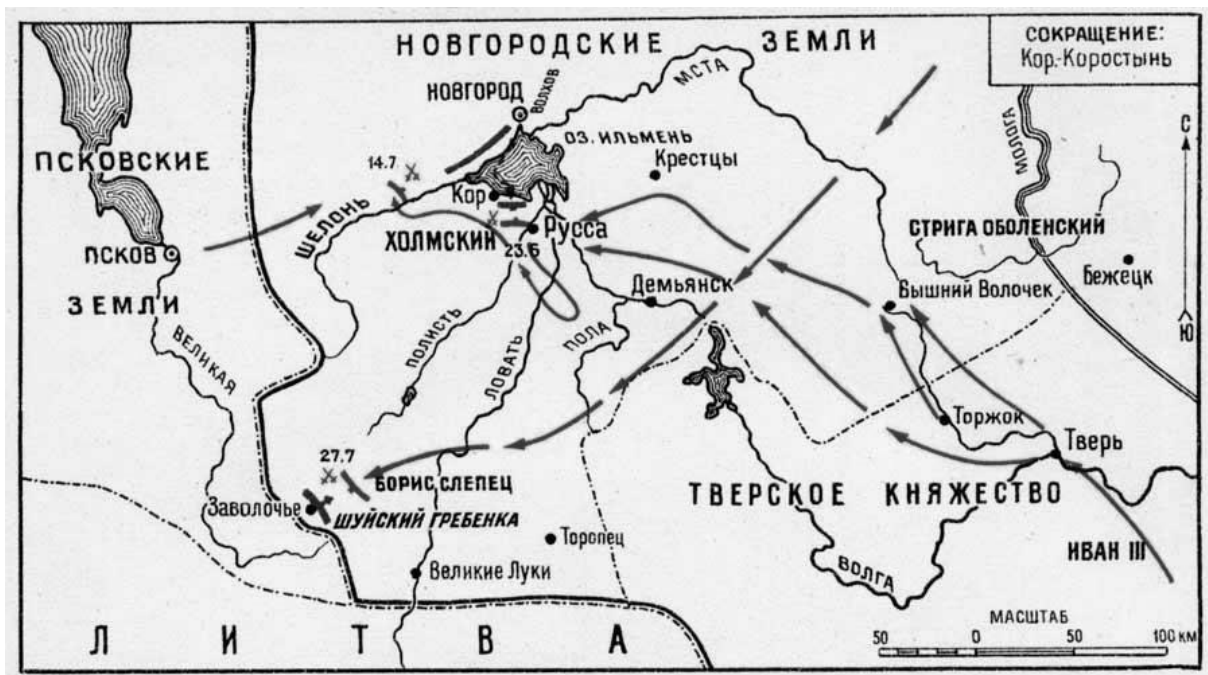 НОВГОРОДСКИЕ ЗЕМЛИ
СОКРАЩЕНИЕ:
Кор.-Коростынь
МСТА
НОВГОРОД
ВОЛХОВ
ОЗ. ИЛЬМЕНЬ
Крестцы
МОЛОГА
С
Ю
ПСКОВСКИЕ
ЗЕМЛИ
14.7
Кор
ШЕЛОНЬ
ХОЛМСКИЙ
Русса
23.6
СТРИГА ОБОЛЕНСКИЙ
Бежецк
ПСКОВ
Демьянск
Вышний Волочек
ВЕЛИКАЯ
ПОЛИСТЬ
ЛОВАТЬ
ПОЛА
Торжок
Тверь
27.7
БОРИС СЛЕПЕЦ
Заволочье
ШУЙСКИЙ ГРЕБЕНКА
ТВЕРСКОЕ КНЯЖЕСТВО
Торопец
ИВАН III
Великие Луки
ВОЛГА
ЛИТВА
МАСШТАБ
50 0 50 100 КМ